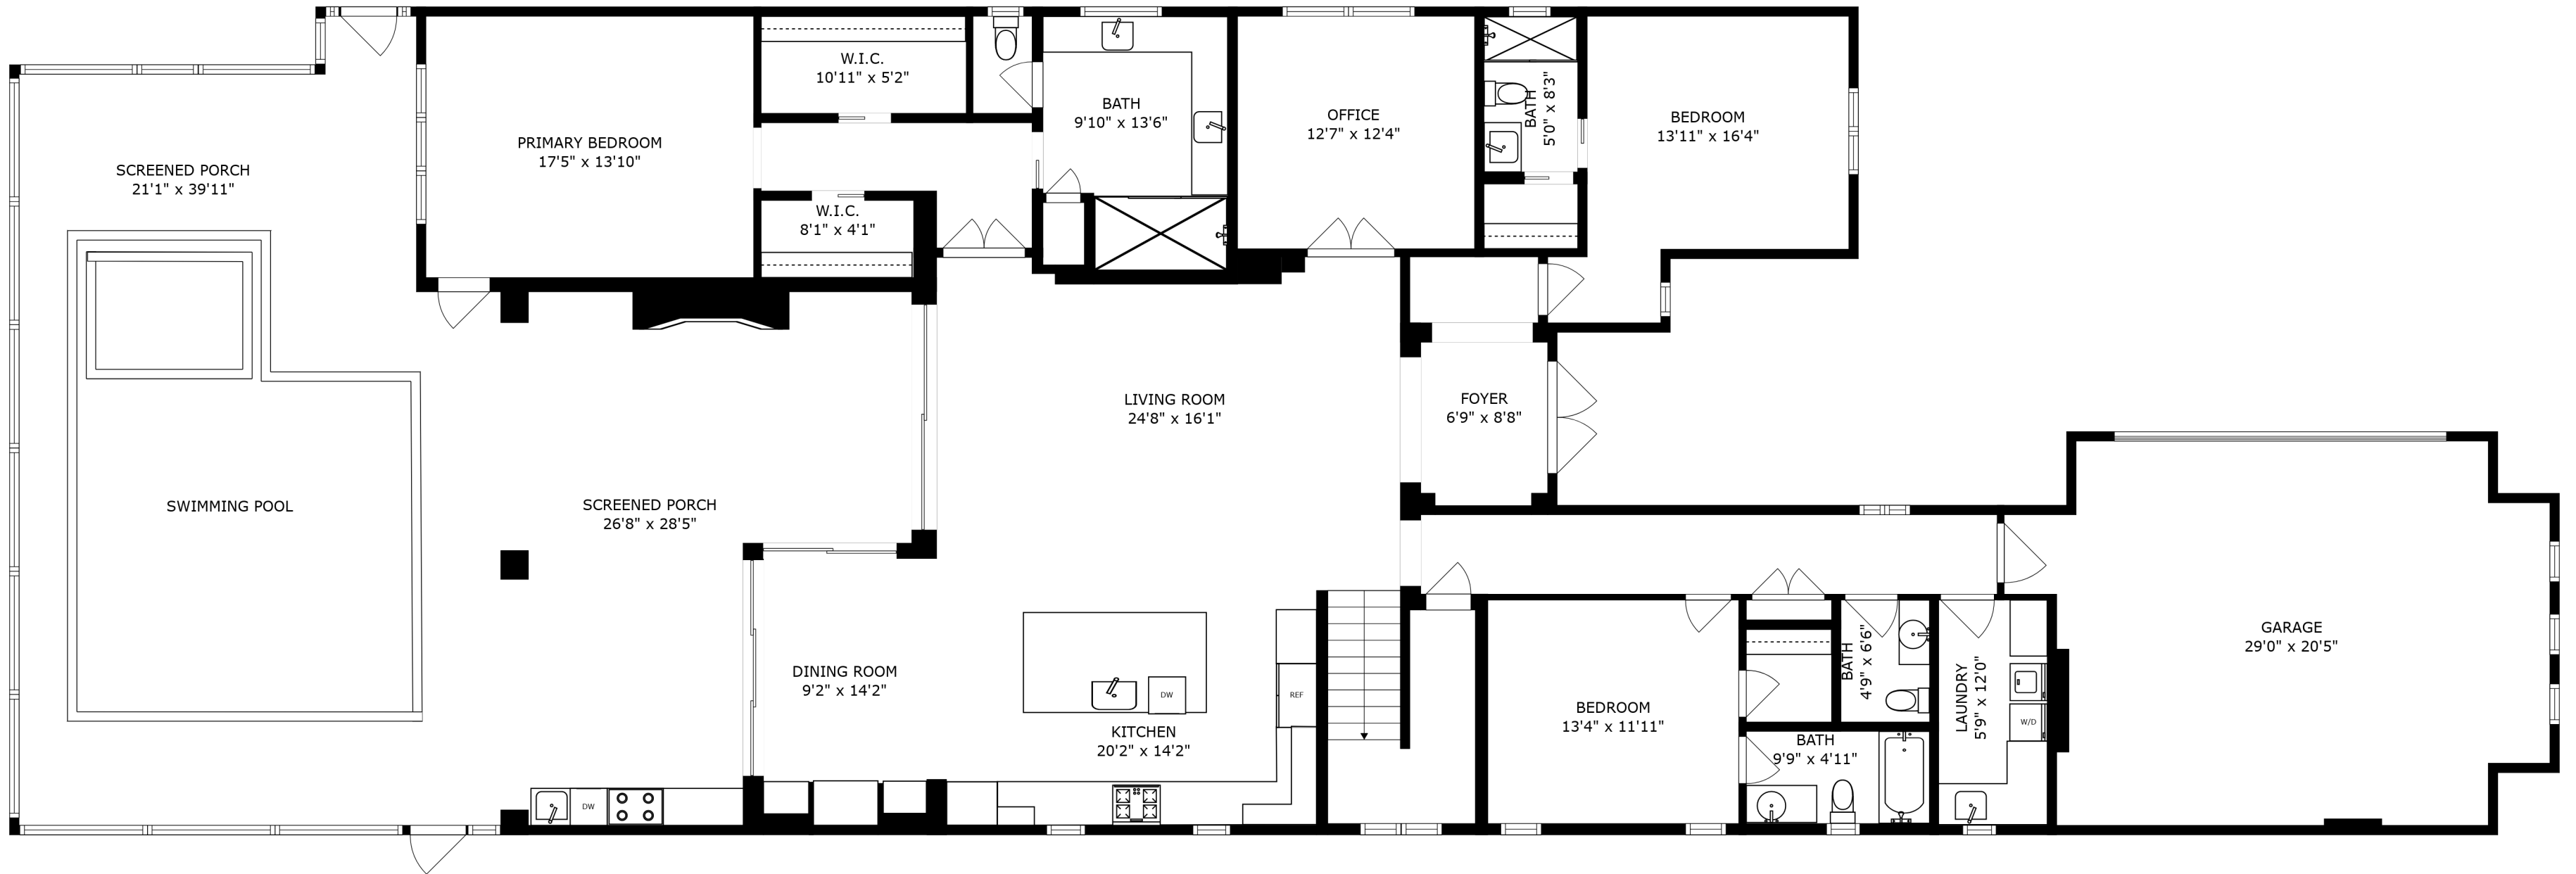 W.I.C.
10'11" x 5'2"
BATH
9'10" x 13'6"
OFFICE
12'7" x 12'4"
BATH
5'0" x 8'3"
BEDROOM
13'11" x 16'4"
PRIMARY BEDROOM
17'5" x 13'10"
SCREENED PORCH
21'1" x 39'11"
W.I.C.
8'1" x 4'1"
LIVING ROOM
24'8" x 16'1"
FOYER
6'9" x 8'8"
SWIMMING POOL
SCREENED PORCH
26'8" x 28'5"
GARAGE
29'0" x 20'5"
DINING ROOM
9'2" x 14'2"
DW
REF
KITCHEN
20'2" x 14'2"
BEDROOM
13'4" x 11'11"
BATH
4'9" x 6'6"
LAUNDRY
5'9" x 12'0"
W/D
BATH
9'9" x 4'11"
DW